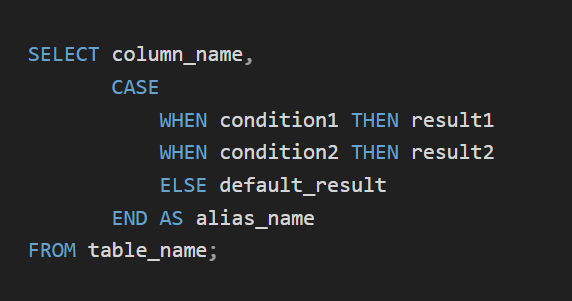 SELECT column_name,
CASE
WHEN condition1 THEN result1
WHEN condition2 THEN result2
ELSE default_result
END AS alias_name
FROM table_name;